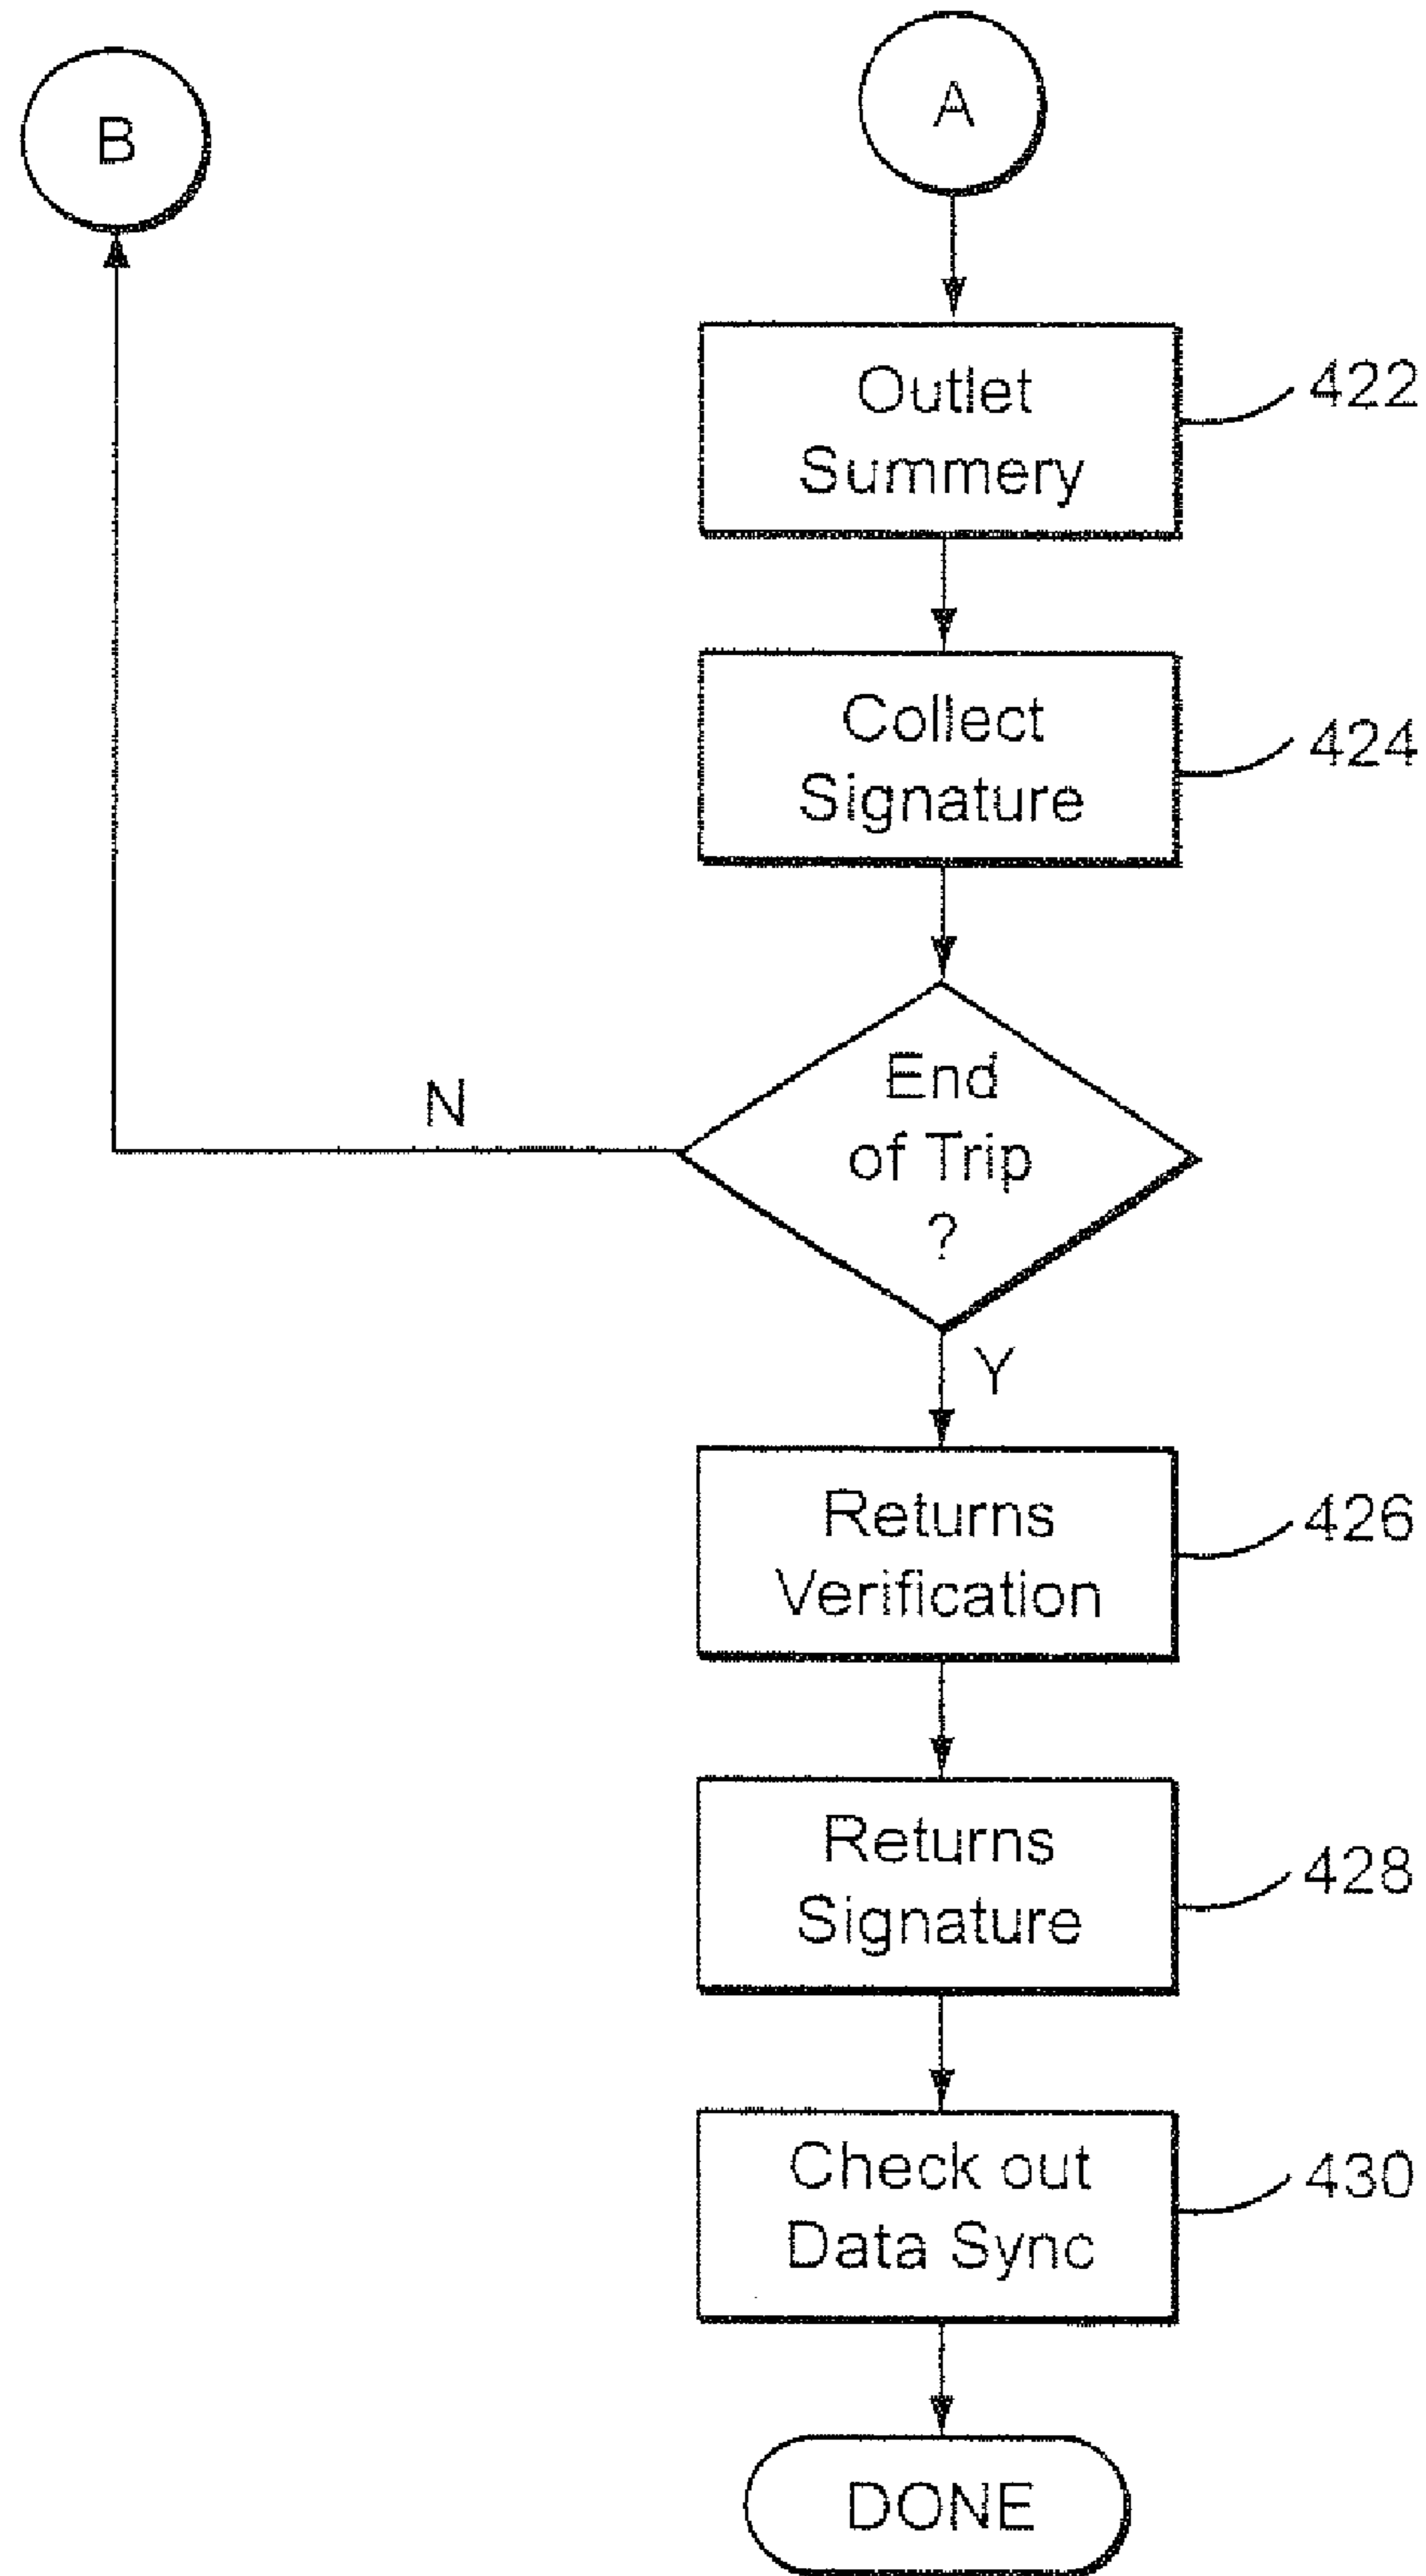 B
A
Outlet
Summery
422
Collect
Signature
424
End
of Trip
?
N
Y
Returns
Verification
426
Returns
Signature
428
Check out
Data Sync
430
DONE